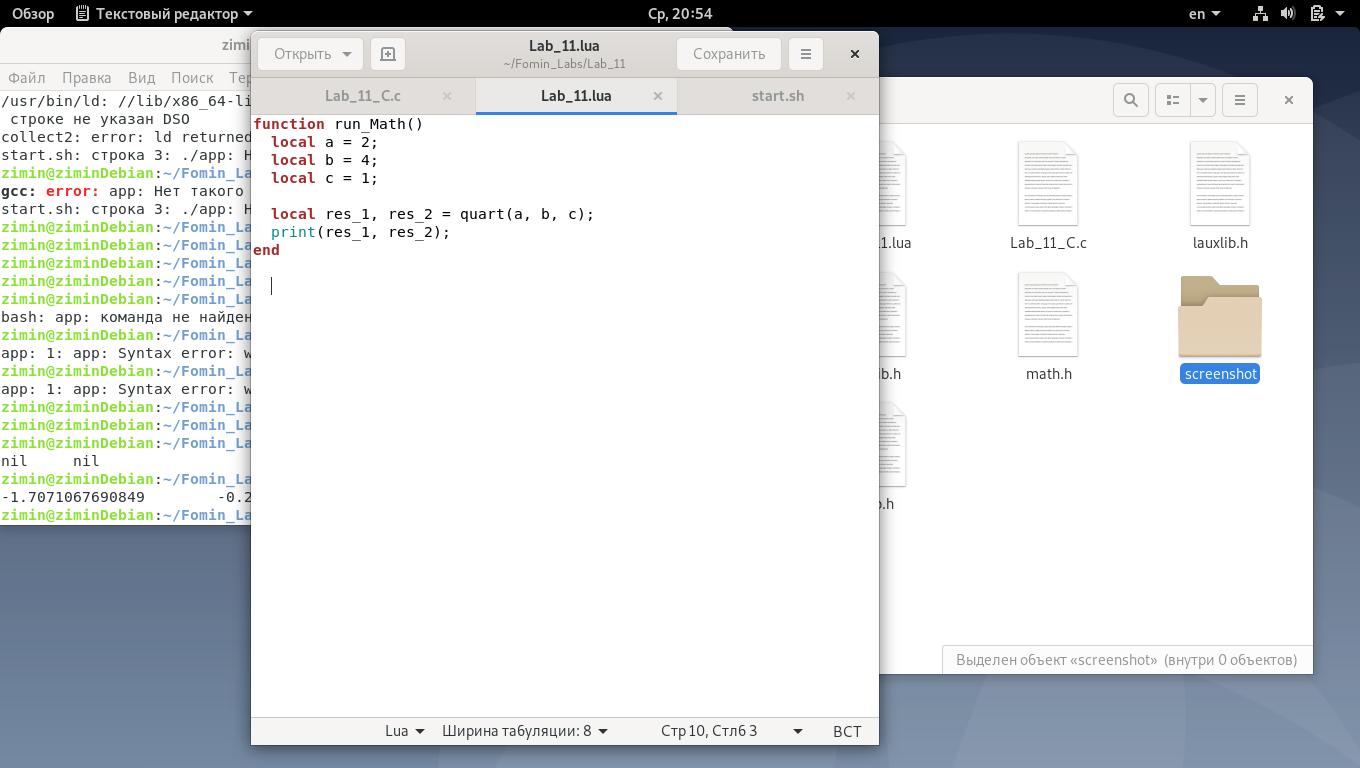 Обзор
Текстовый редактор
Ср, 20:54
en
Файл Правка Вид Поиск
/usr/bin/ld: //lib/x86_64-li
строке не указан DSO
collect2: error: ld returned
start.sh: строка 3: ./app: Н
zimin@ziminDebian:~/Fomin_La
gcc: error: app: Нет такого
start.sh: строка 3: ./app: Н
zimin@ziminDebian:~/Fomin_La
zimin@ziminDebian:~/Fomin_La
zimin@ziminDebian:~/Fomin_La
zimin@ziminDebian:~/Fomin_La
zimin@ziminDebian:~/Fomin_La
bash: app: команда не найден
zimin@ziminDebian:~/Fomin_La
app: 1: app: Syntax error: w
zimin@ziminDebian:~/Fomin_La
app: 1: app: Syntax error: w
zimin@ziminDebian:~/Fomin_La
zimin@ziminDebian:~/Fomin_La
zimin@ziminDebian:~/Fomin_La
nil nil
zimin@ziminDebian:~/Fomin_La
-1.7071067690849 -0.2
zimin@ziminDebian:~/Fomin_La
Открыть
Lab_11.lua
~/Fomin_Labs/Lab_11
Сохранить
Lab_11_C.c
Lab_11.lua
start.sh
function run_Math()
local a = 2;
local b = 4;
local c = 1;
local res_1, res_2 = quart(a, b, c);
print(res_1, res_2);
end
Lua
Ширина табуляции: 8
Стр 10, Стлб 3
ВСТ
1.lua
Lab_11_C.c
lauxlib.h
ib.h
math.h
screenshot
.h
Выделен объект «screenshot» (внутри 0 объектов)